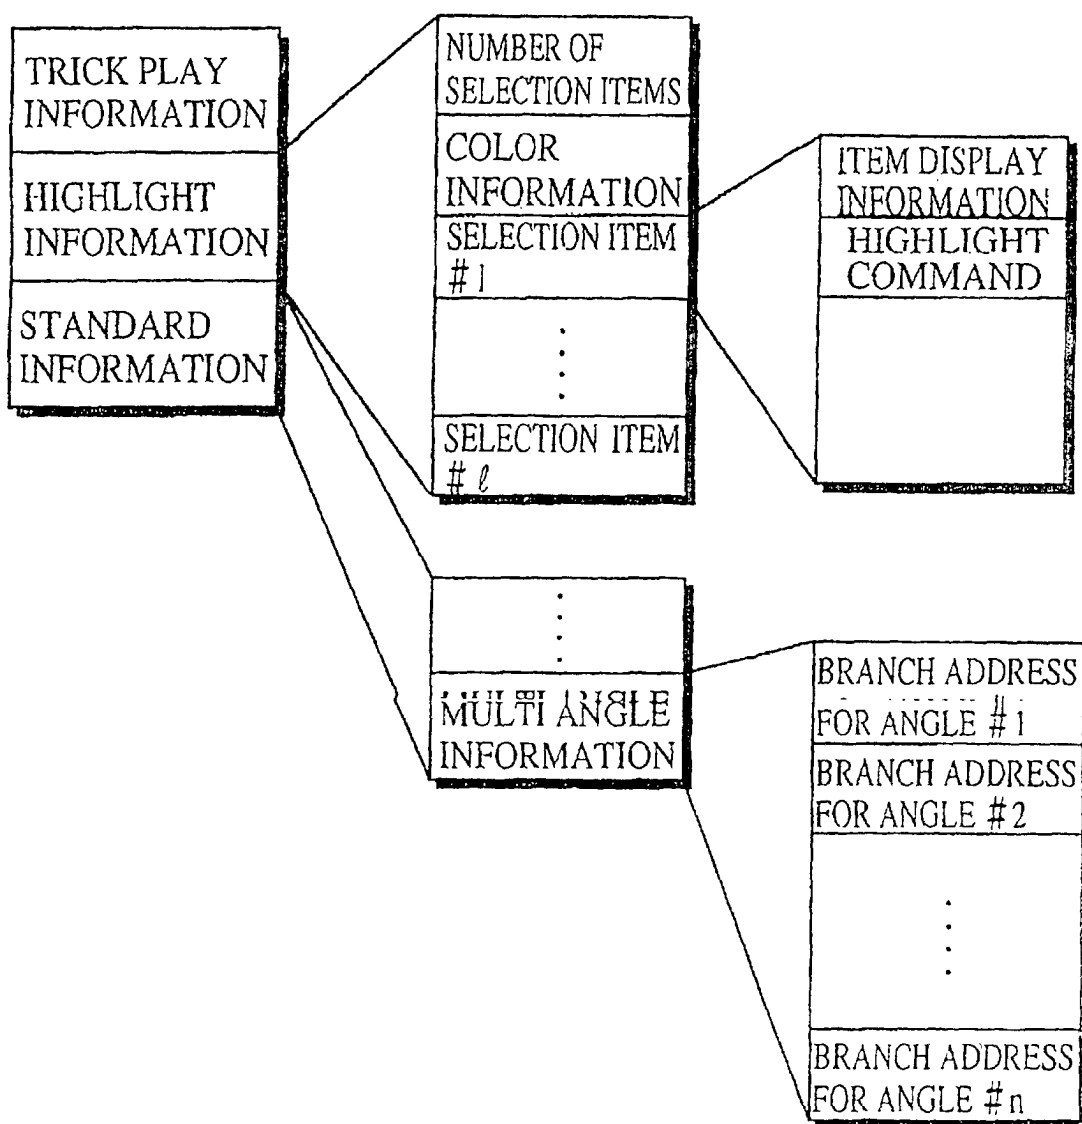 TRICK PLAY
INFORMATION
HIGHLIGHT
INFORMATION
STANDARD
INFORMATION
NUMBER OF
SELECTION ITEMS
COLOR
INFORMATION
SELECTION ITEM
# 1
SELECTION ITEM
# ℓ
ITEM DISPLAY
INFORMATION
HIGHLIGHT
COMMAND
MULTI ANGLE
INFORMATION
BRANCH ADDRESS
FOR ANGLE #1
BRANCH ADDRESS
FOR ANGLE #2
BRANCH ADDRESS
FOR ANGLE #n